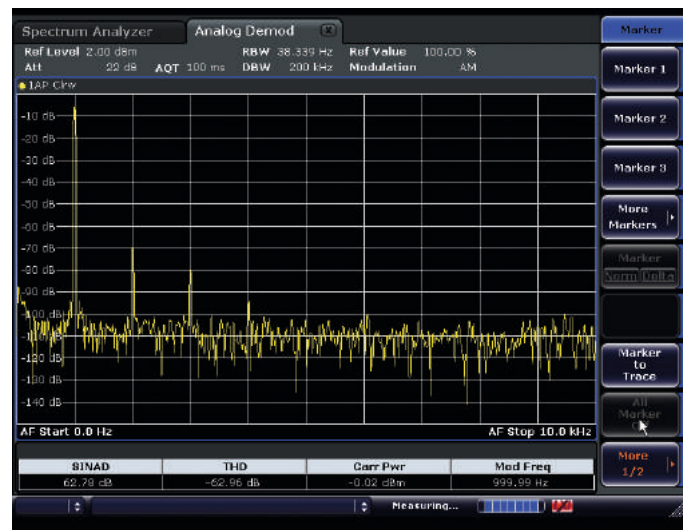 Spectrum Analyzer
Analog Demod
Ref Level 2.00 dBm
RBW 38.339 Hz
Ref Value 100.00 %
Att 22 dB
AQT 100 ms
DBW 200 kHz
Modulation AM
1AP Clrw
-10 dB
-20 dB
-30 dB
-40 dB
-50 dB
-60 dB
-70 dB
-80 dB
-90 dB
-100 dB
-110 dB
-120 dB
-130 dB
-140 dB
AF Start 0.0 Hz
AF Stop 10.0 kHz
SINAD
THD
Carr Pwr
Mod Freq
62.78 dB
-62.96 dB
-0.02 dBm
999.99 Hz
Measuring...
Marker
Marker 1
Marker 2
Marker 3
More
Markers
Marker
Norm Delta
Marker
to
Trace
All
Marker
More
1/2